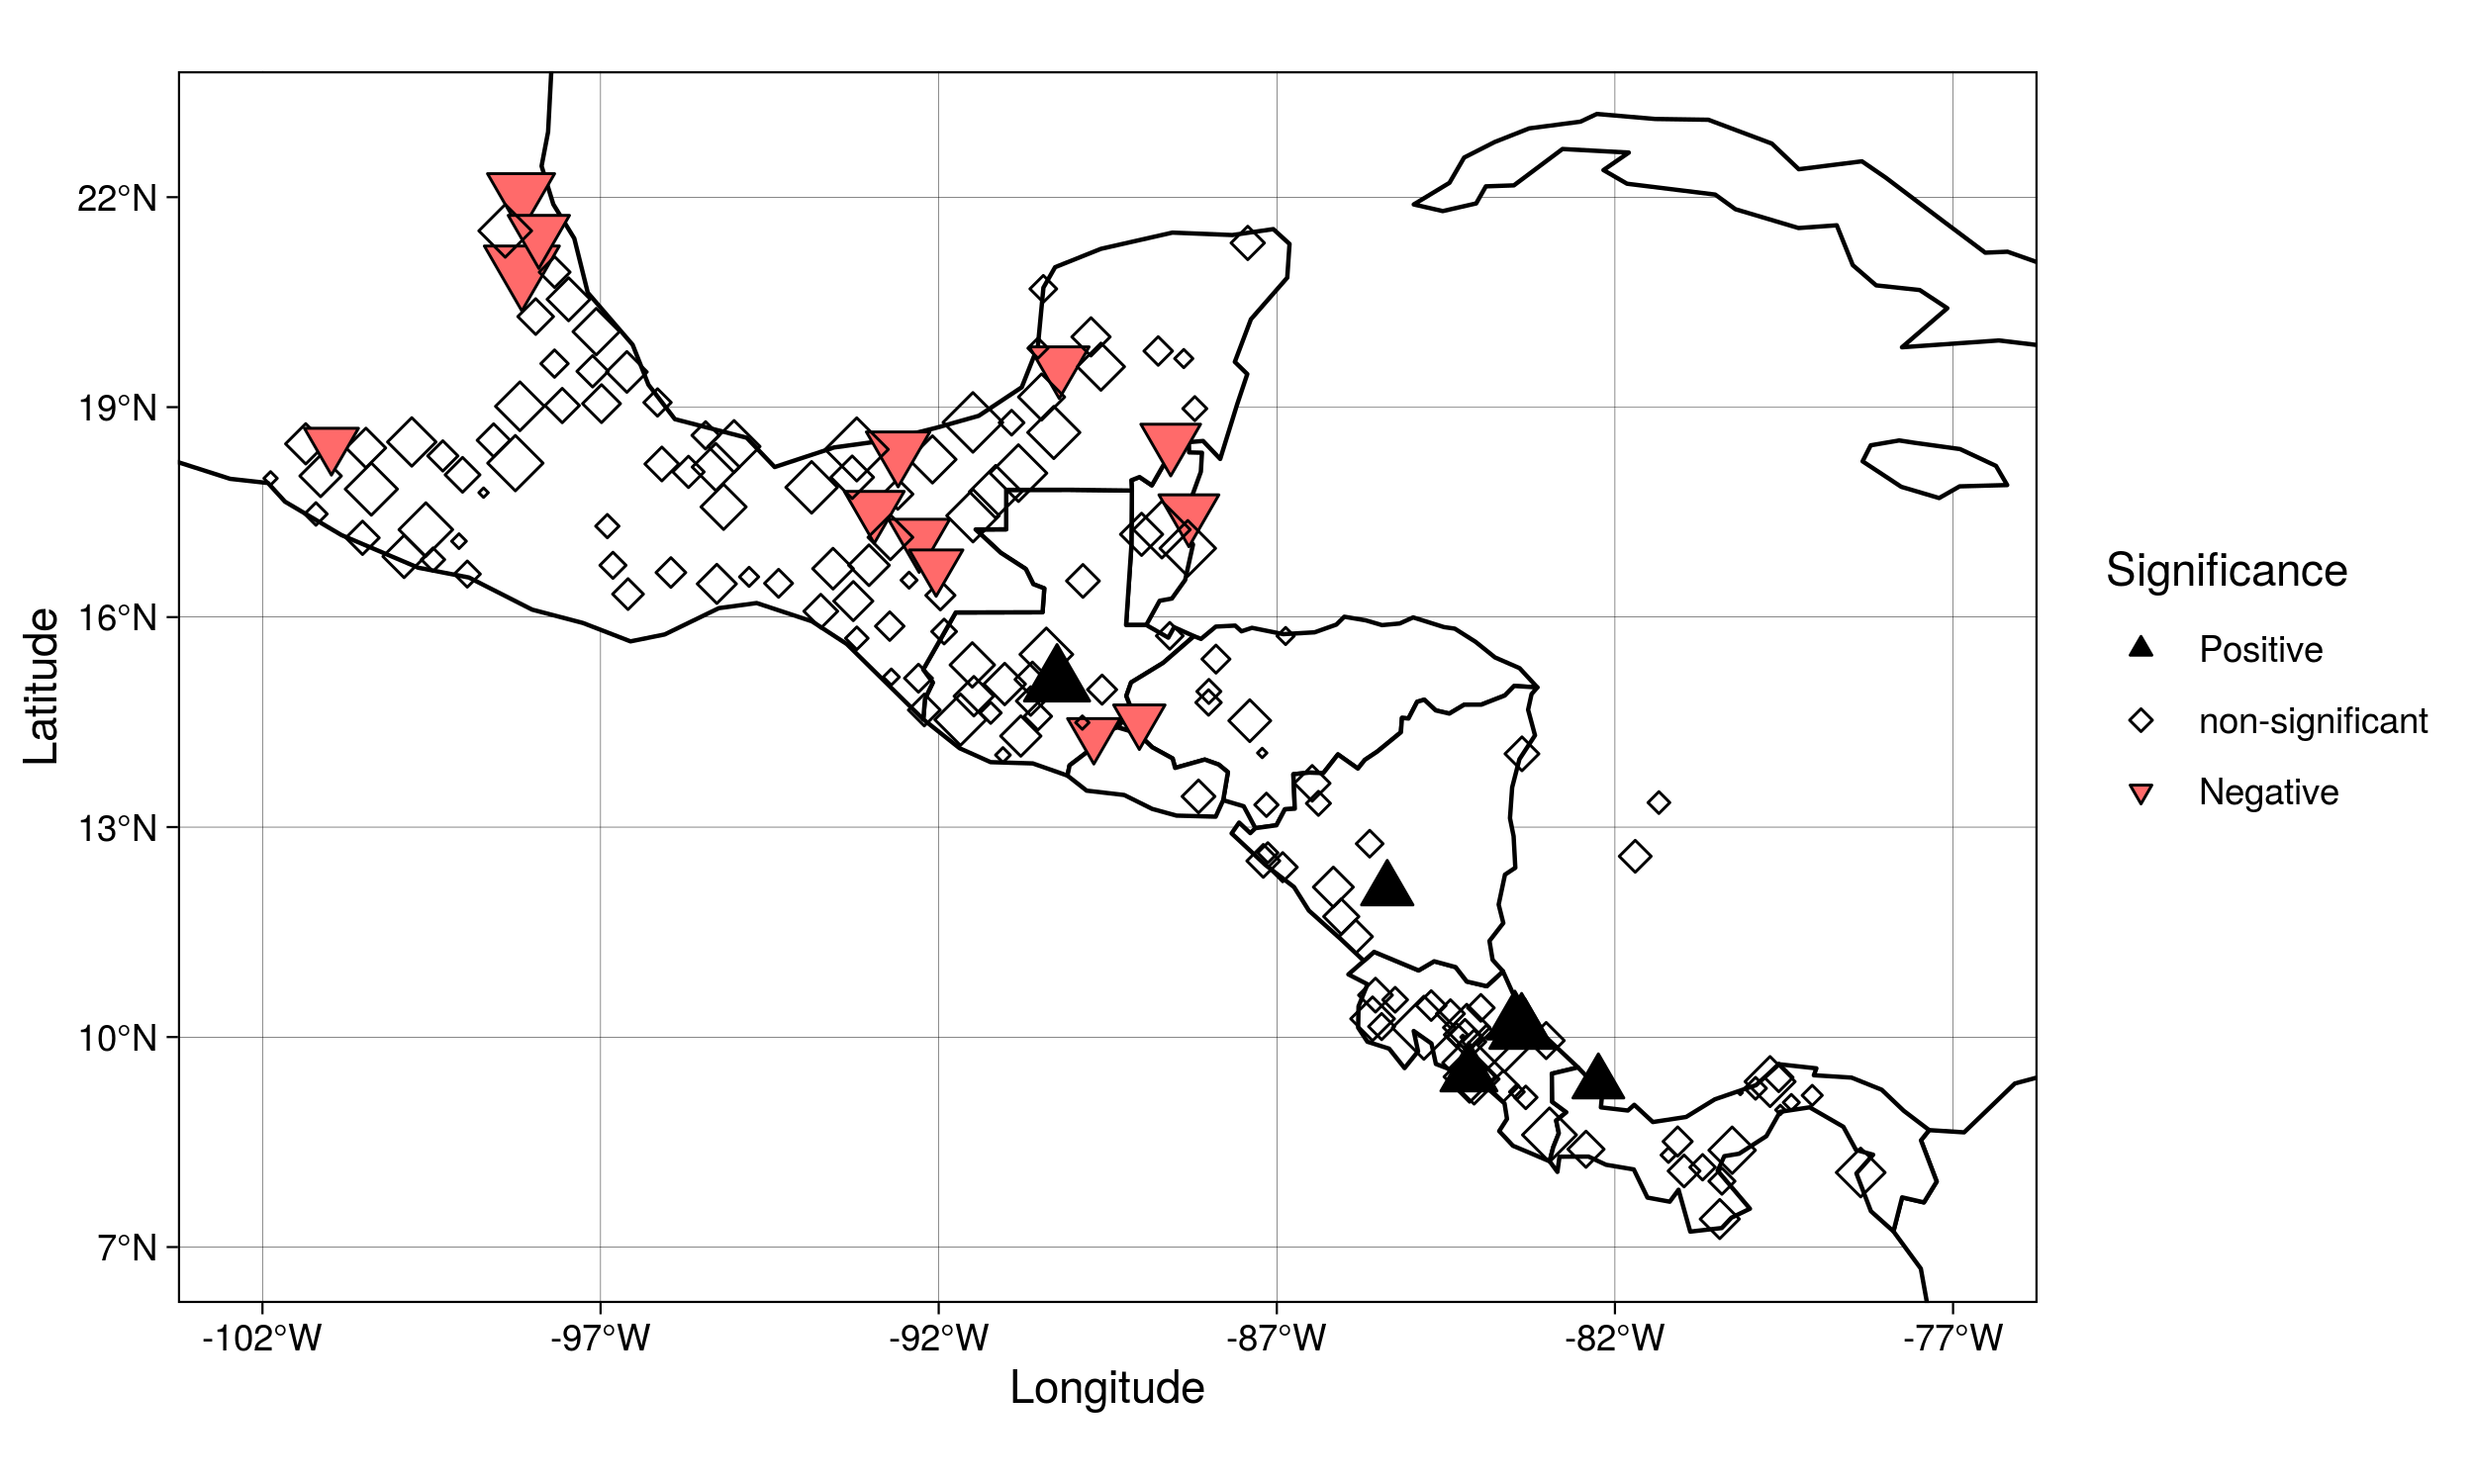 22°N
19°N
16°N
13°N
10°N
7°N
-102°W -97°W -92°W -87°W -82°W -77°W
Longitude
Latitude
Significance
Positive
non-significant
Negative